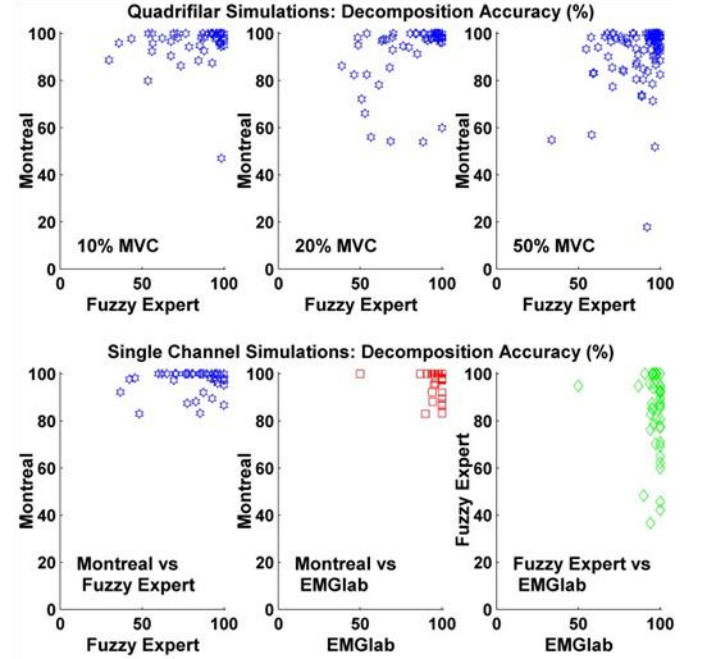 Quadrifilar Simulations: Decomposition Accuracy (%)
100
80
60
40
20
0
Montreal
10% MVC
0 50 100
Fuzzy Expert
100
80
60
40
20
0
Montreal
20% MVC
0 50 100
Fuzzy Expert
100
80
60
40
20
0
Montreal
50% MVC
0 50 100
Fuzzy Expert
Single Channel Simulations: Decomposition Accuracy (%)
100
80
60
40
20
0
Montreal
Montreal vs
Fuzzy Expert
0 50 100
Fuzzy Expert
100
80
60
40
20
0
Montreal
Montreal vs
EMGlab
0 50 100
EMGlab
100
80
60
40
20
0
Fuzzy Expert
Fuzzy Expert vs
EMGlab
0 50 100
EMGlab